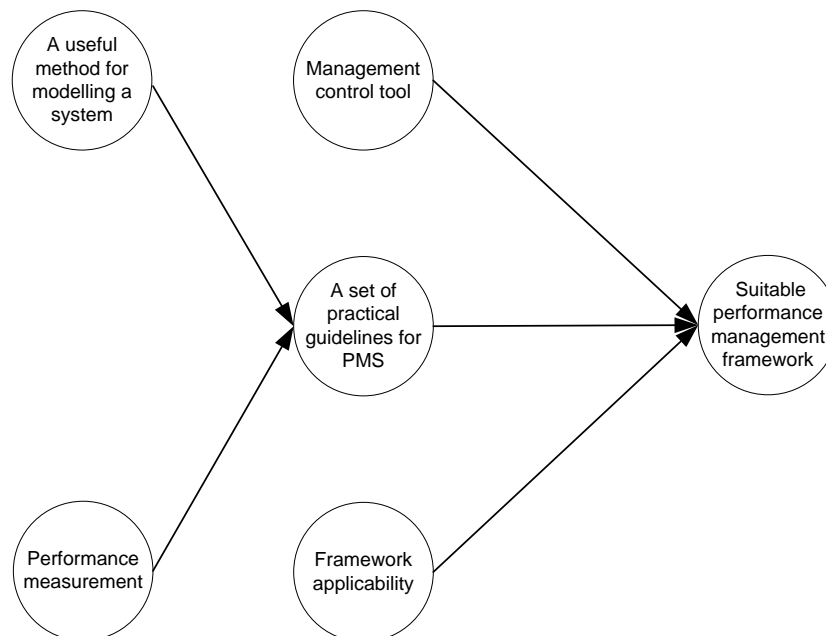 A useful
method for
modelling a
system
Management
control tool
A set of
practical
guidelines for
PMS
Suitable
performance
management
framework
Performance
measurement
Framework
applicability